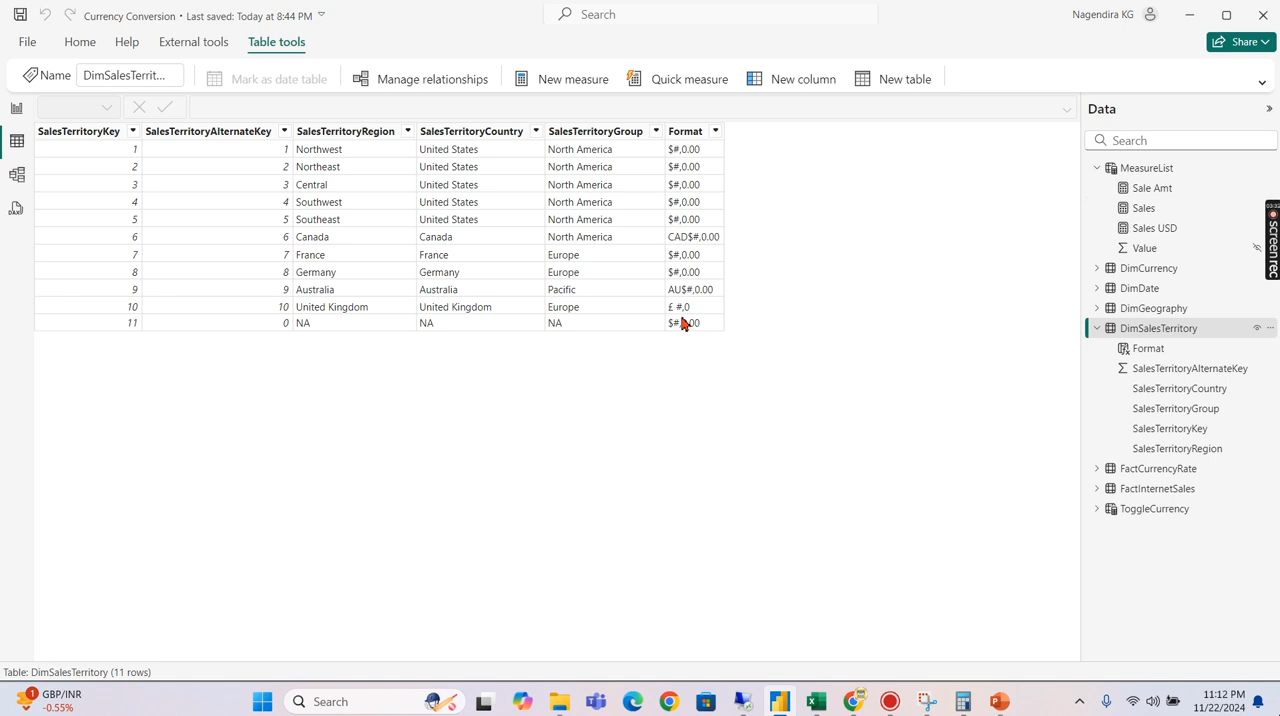 Currency Conversion • Last saved: Today at 8:44 PM
Search
Nagendira KG
File Home Help External tools Table tools
Share
Name DimSalesTerrit... Mark as date table Manage relationships New measure Quick measure New column New table
Data
SalesTerritoryKey SalesTerritoryAlternateKey SalesTerritoryRegion SalesTerritoryCountry SalesTerritoryGroup Format
1 1 Northwest United States North America $#,0.00
2 2 Northeast United States North America $#,0.00
3 3 Central United States North America $#,0.00
4 4 Southwest United States North America $#,0.00
5 5 Southeast United States North America $#,0.00
6 6 Canada Canada North America CAD$#,0.00
7 7 France France Europe $#,0.00
8 8 Germany Germany Europe $#,0.00
9 9 Australia Australia Pacific AU$#,0.00
10 10 United Kingdom United Kingdom Europe £ #,0
11 0 NA NA NA
Search
MeasureList
Sale Amt
Sales
Sales USD
Value
DimCurrency
DimDate
DimGeography
DimSalesTerritory
Format
SalesTerritoryAlternateKey
SalesTerritoryCountry
SalesTerritoryGroup
SalesTerritoryKey
SalesTerritoryRegion
FactCurrencyRate
FactInternetSales
ToggleCurrency
screen rec
Table: DimSalesTerritory (11 rows)
1
GBP/INR
-0.55%
Search
11:12 PM
11/22/2024